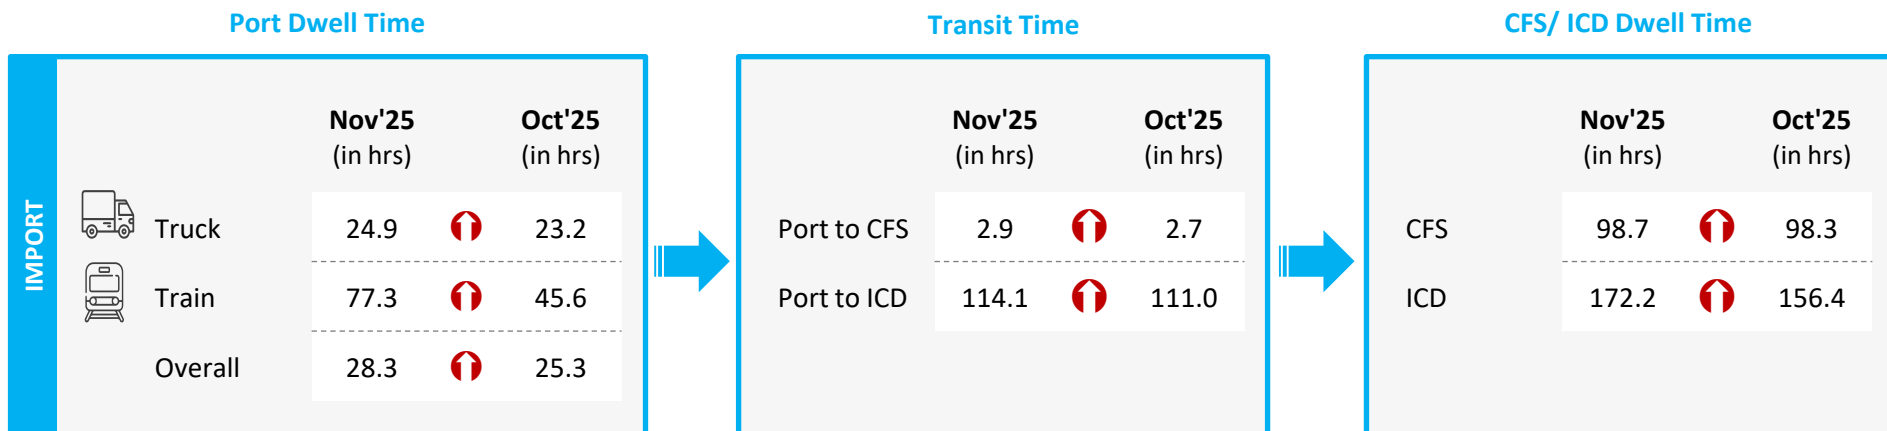 Port Dwell Time
Transit Time
CFS/ ICD Dwell Time
IMPORT
Nov'25 Oct'25
(in hrs) (in hrs)
Truck 24.9 23.2
Train 77.3 45.6
Overall 28.3 25.3
Nov'25 Oct'25
(in hrs) (in hrs)
Port to CFS 2.9 2.7
Port to ICD 114.1 111.0
Nov'25 Oct'25
(in hrs) (in hrs)
CFS 98.7 98.3
ICD 172.2 156.4